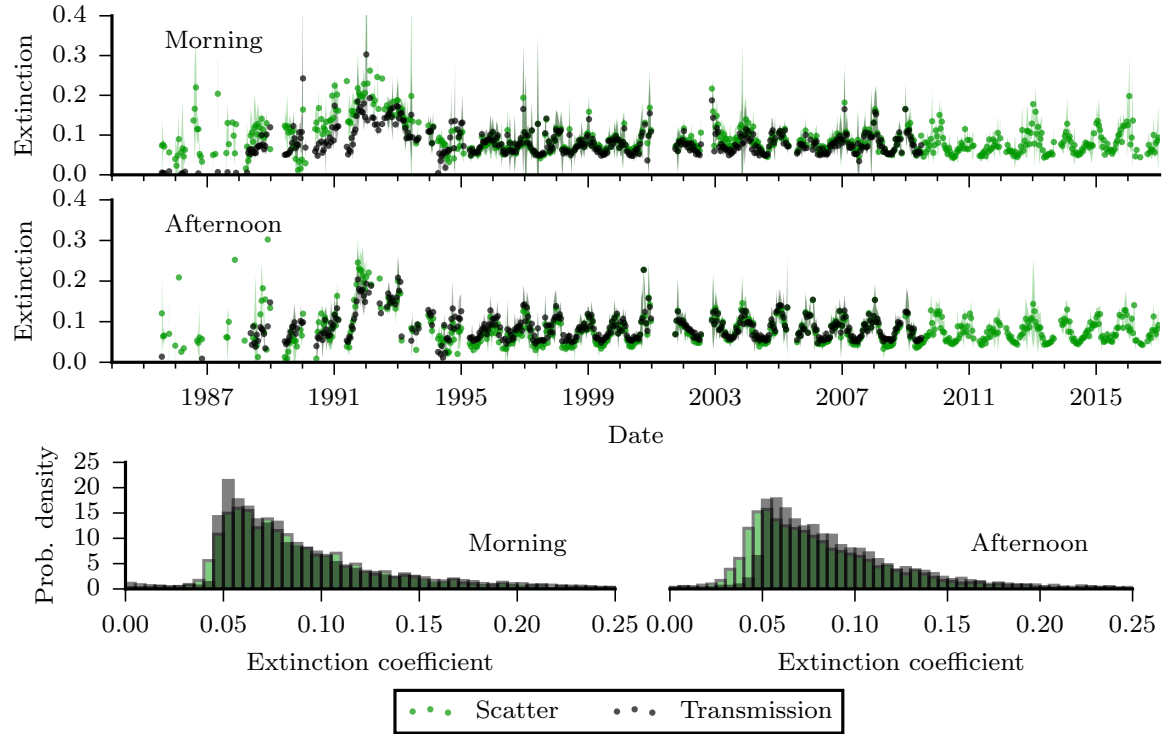 0.4
Morning
0.3
0.2
0.1
0.0
Extinction
0.4
Afternoon
0.3
0.2
0.1
0.0
Extinction
1987 1991 1995 1999 2003 2007 2011 2015
Date
25
20
15
10
5
0
Prob. density
Morning
Afternoon
0.00 0.05 0.10 0.15 0.20 0.25
0.00 0.05 0.10 0.15 0.20 0.25
Extinction coefficient
Extinction coefficient
Scatter Transmission